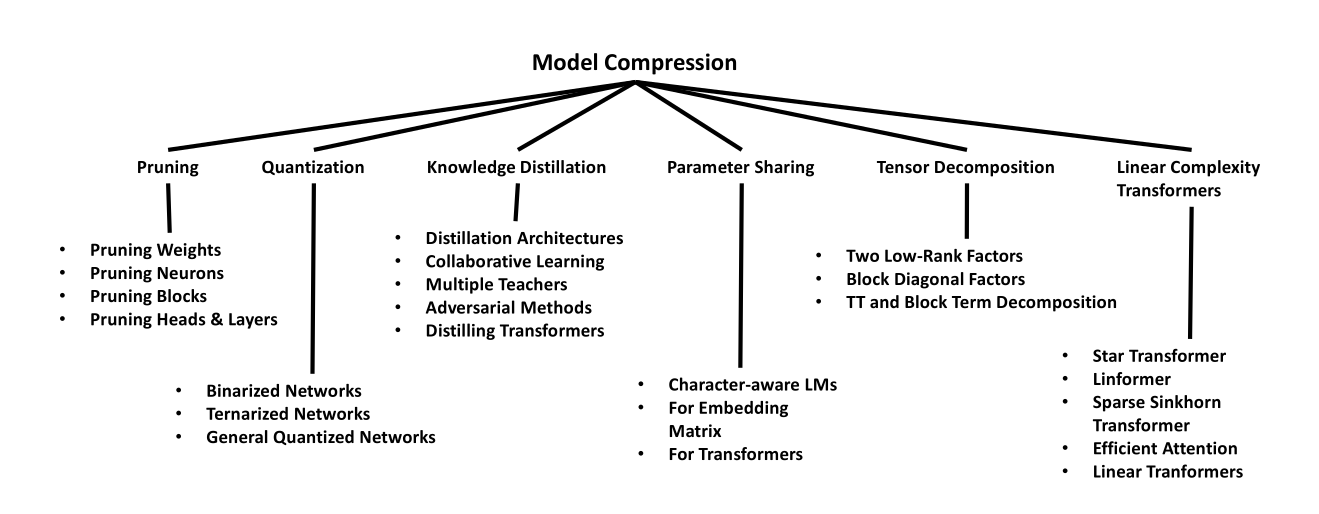 Model Compression
Pruning
Quantization
Knowledge Distillation
Parameter Sharing
Tensor Decomposition
Linear Complexity
Transformers
• Pruning Weights
• Pruning Neurons
• Pruning Blocks
• Pruning Heads & Layers
• Binarized Networks
• Ternarized Networks
• General Quantized Networks
• Distillation Architectures
• Collaborative Learning
• Multiple Teachers
• Adversarial Methods
• Distilling Transformers
• Character-aware LMs
• For Embedding
Matrix
• For Transformers
• Two Low-Rank Factors
• Block Diagonal Factors
• TT and Block Term Decomposition
• Star Transformer
• Linformer
• Sparse Sinkhorn
Transformer
• Efficient Attention
• Linear Tranformers